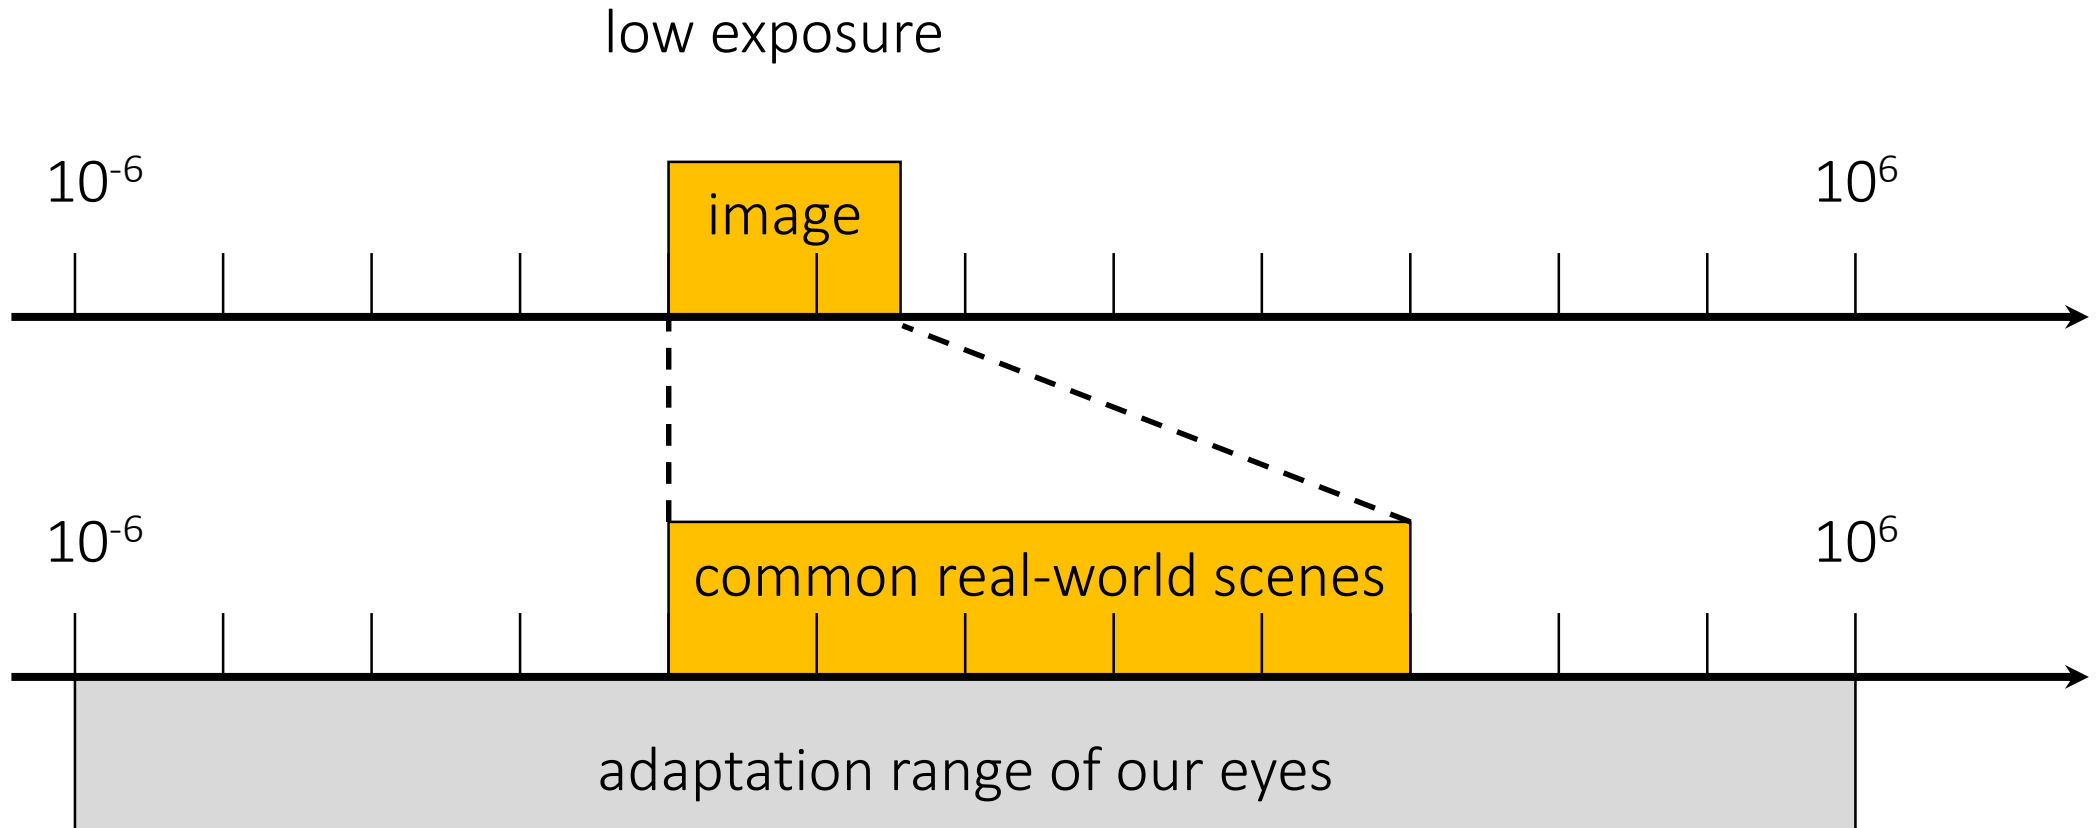 low exposure
10⁻⁶
10⁶
image
10⁻⁶
10⁶
common real-world scenes
adaptation range of our eyes